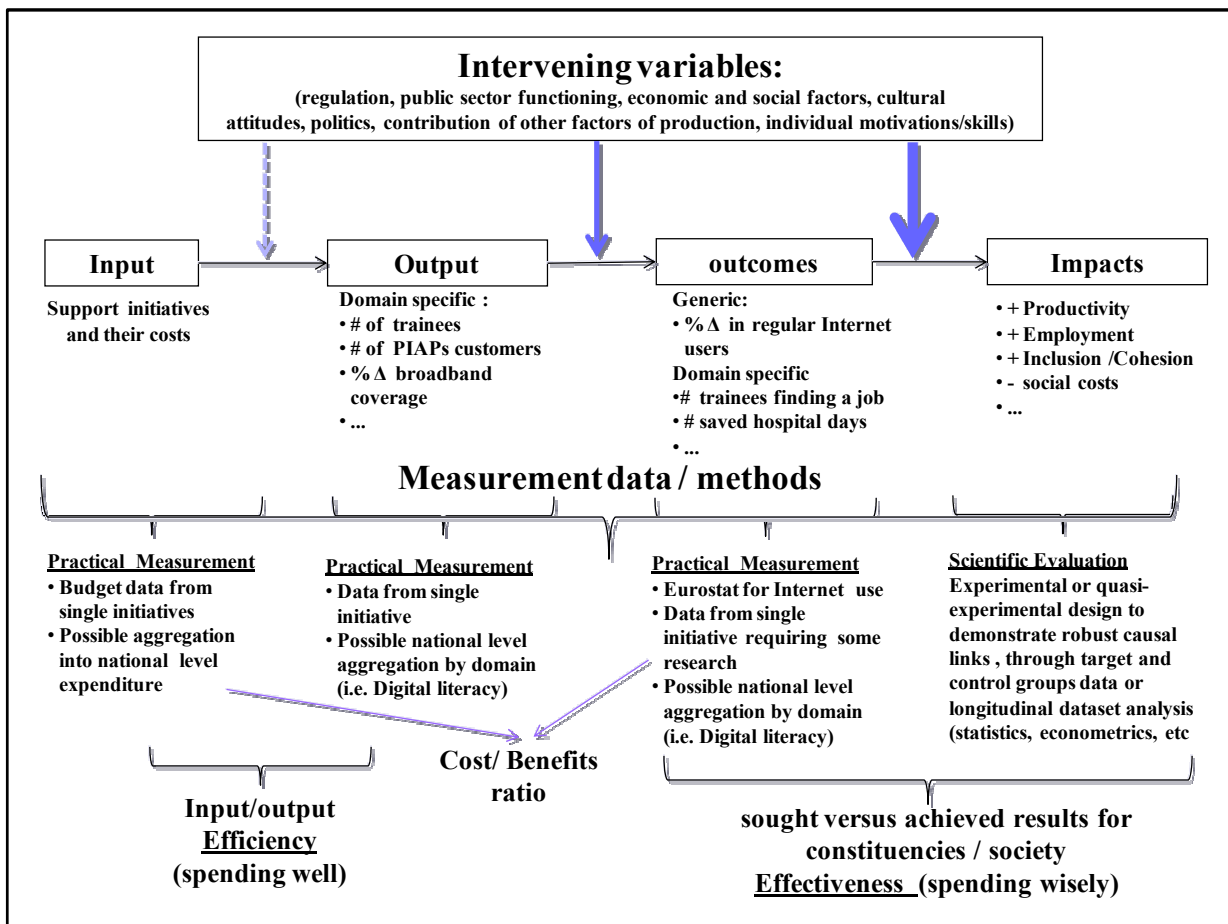 Intervening variables:
(regulation, public sector functioning, economic and social factors, cultural
attitudes, politics, contribution of other factors of production, individual motivations/skills)
Input
Support initiatives
and their costs
Output
Domain specific :
• # of trainees
• # of PIAPs customers
• % Δ broadband
coverage
• ...
outcomes
Generic:
• % Δ in regular Internet
users
Domain specific
• # trainees finding a job
• # saved hospital days
• ...
Impacts
• + Productivity
• + Employment
• + Inclusion /Cohesion
• - social costs
• ...
Measurement data / methods
Practical Measurement
• Budget data from
single initiatives
• Possible aggregation
into national level
expenditure
Practical Measurement
• Data from single
initiative
• Possible national level
aggregation by domain
(i.e. Digital literacy)
Practical Measurement
• Eurostat for Internet use
• Data from single
initiative requiring some
research
• Possible national level
aggregation by domain
(i.e. Digital literacy)
Scientific Evaluation
Experimental or quasi-
experimental design to
demonstrate robust causal
links , through target and
control groups data or
longitudinal dataset analysis
(statistics, econometrics, etc
Cost/ Benefits
ratio
Input/output
Efficiency
(spending well)
sought versus achieved results for
constituencies / society
Effectiveness (spending wisely)